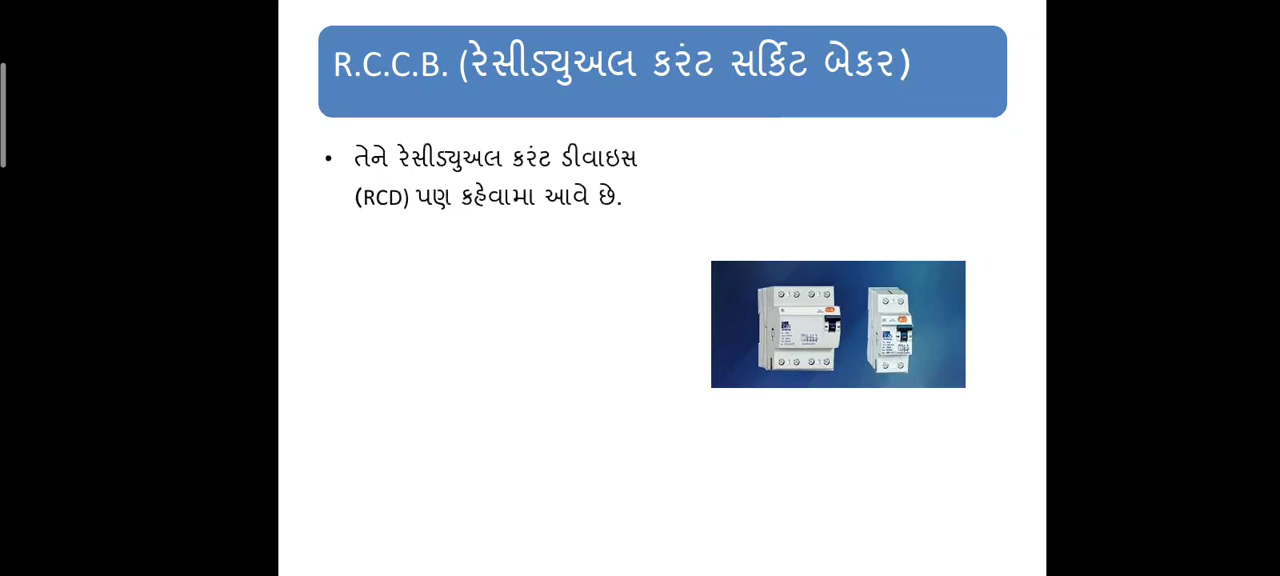 R.C.C.B. (રેસીડ્યુઅલ કરંટ સર્કિટ બેકર)
• તેને રેસીડ્યુઅલ કરંટ ડીવાઇસ
(RCD) પણ કહેવામા આવે છે.